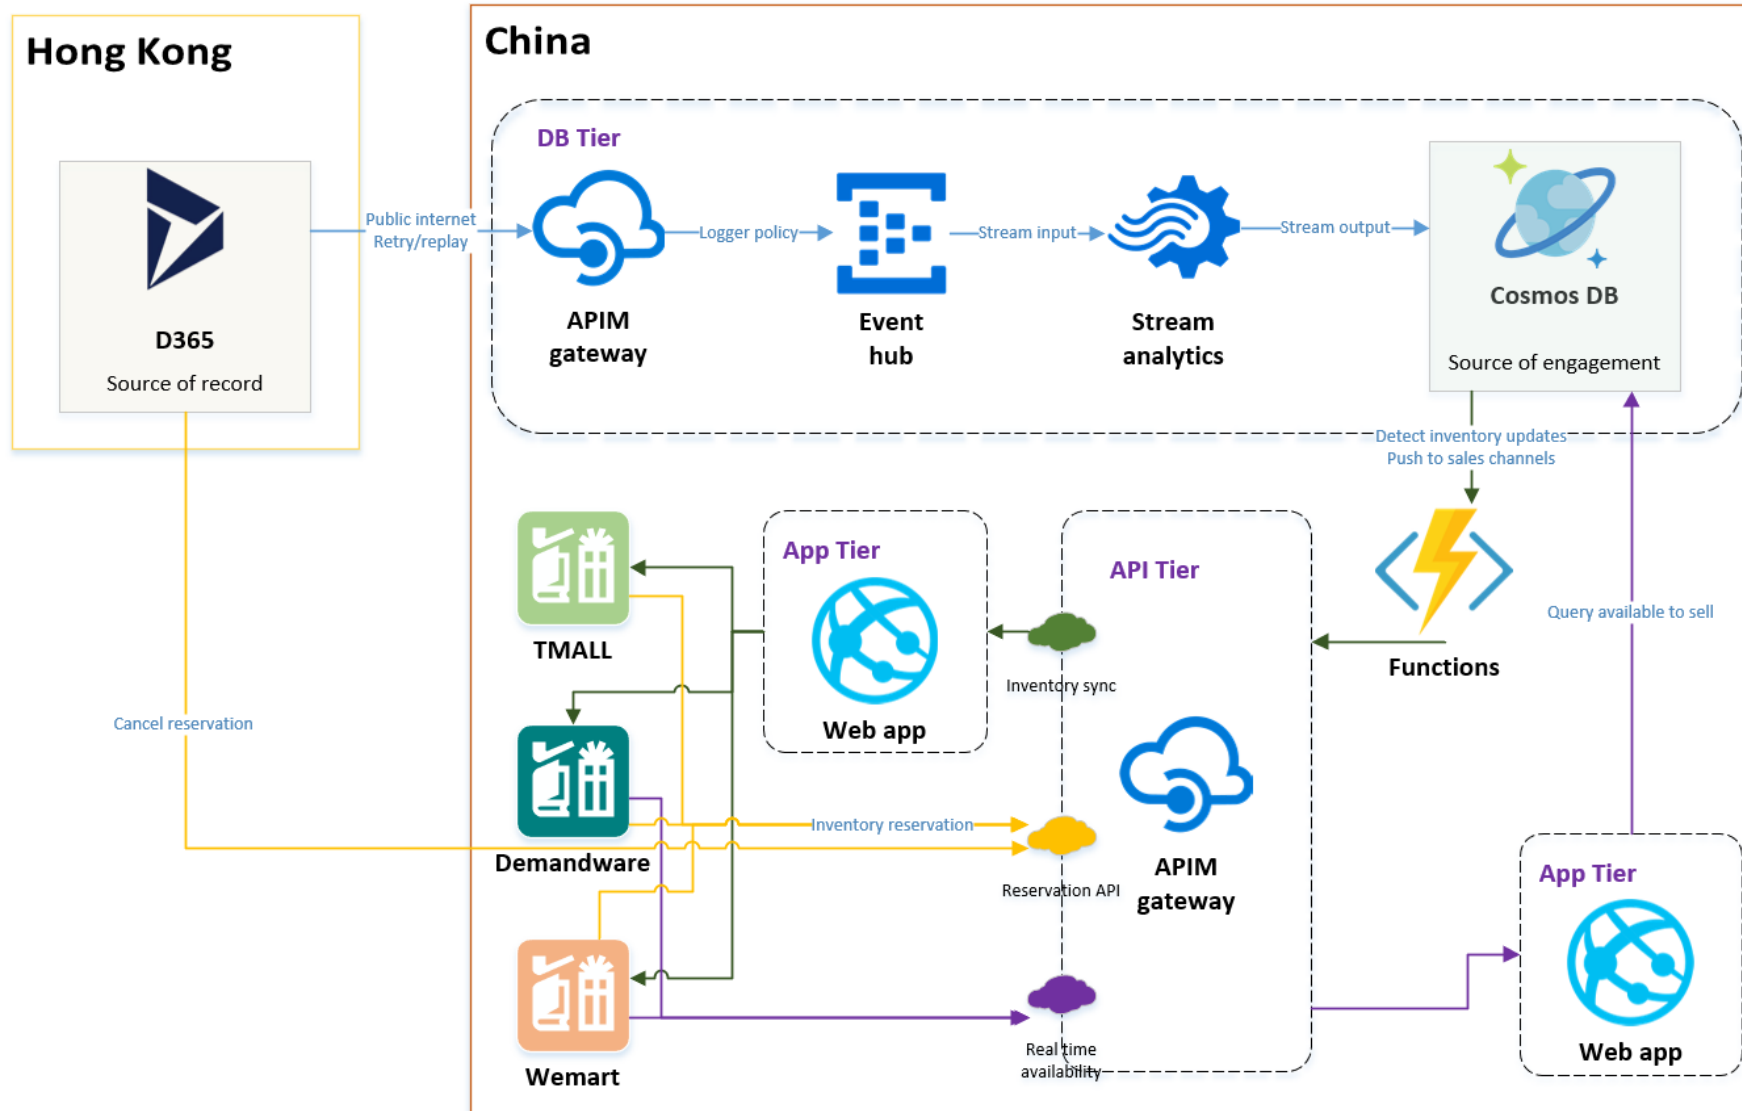 Hong Kong
China
DB Tier
D365
Source of record
Public internet
Retry/replay
APIM
gateway
Logger policy
Event
hub
Stream input
Stream
analytics
Stream output
Cosmos DB
Source of engagement
Detect inventory updates
Push to sales channels
TMALL
App Tier
Web app
API Tier
Inventory sync
Functions
Query available to sell
Cancel reservation
Demandware
Inventory reservation
Reservation API
APIM
gateway
App Tier
Web app
Wemart
Real time
availability